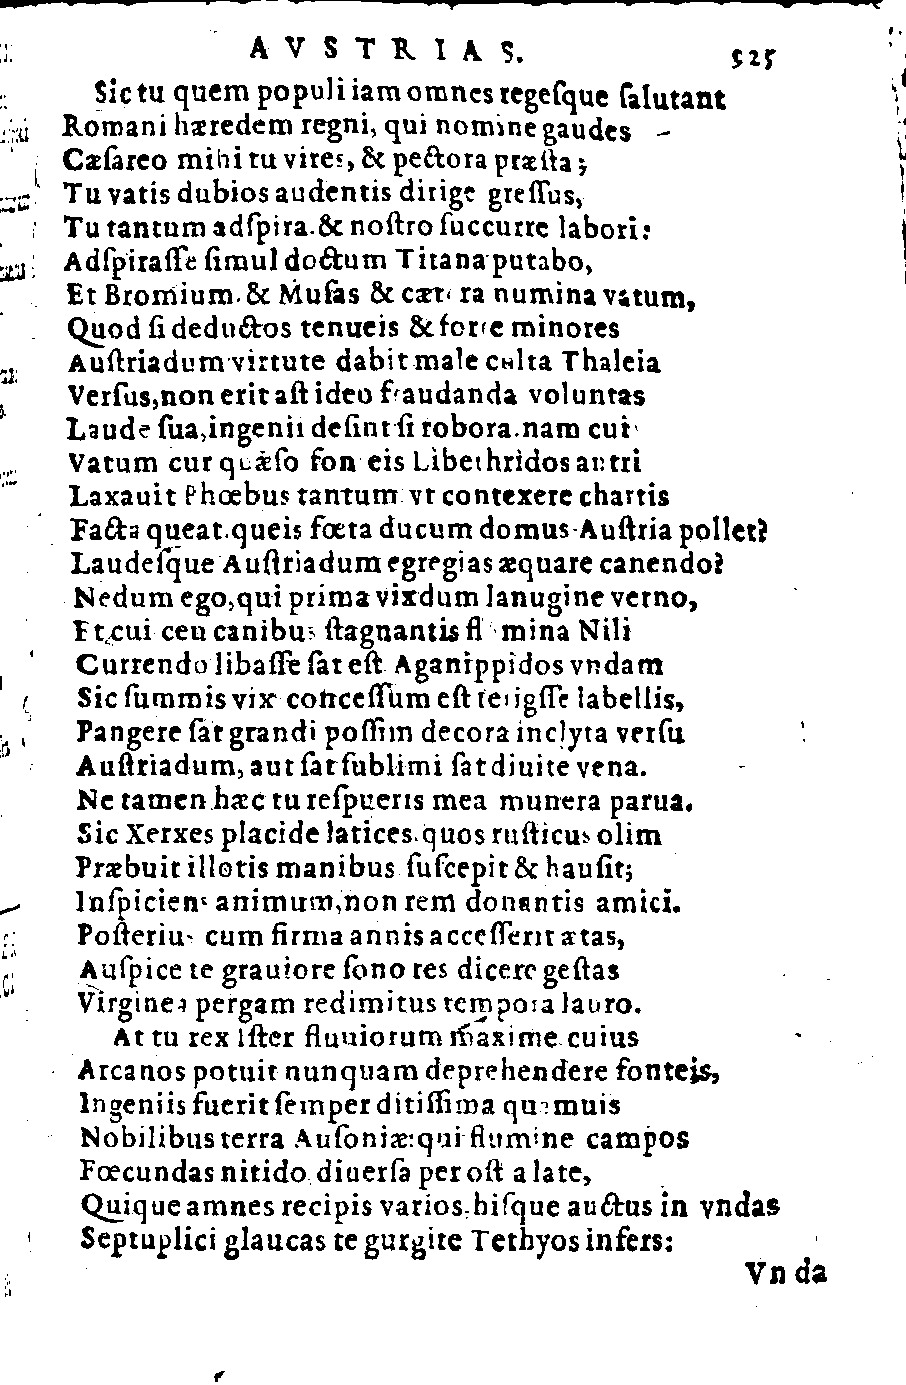 AVSTRIAS. 525
Sic tu quem populi iam omnes regeſque ſalutant
Romani hæredem regni, qui nomine gaudes
Cæſareo mihi tu vires, & pectora præſta;
Tu vatis dubios audentis dirige greſſus,
Tu tantum adſpira. & noſtro ſuccurre labori:
Adſpiraſſe ſimul doctum Titana putabo,
Et Bromium. & Muſas & cætera numina vatum,
Quod ſi deductos tenueis & forte minores
Auſtriadum virtute dabit male culta Thaleia
Verſus, non erit aſt ideo fraudanda voluntas
Laude ſua, ingenii deſint ſi robora. nam cui
Vatum cur quæſo fonteis Libethridos antri
Laxauit Phœbus tantum vt contexere chartis
Facta queat. queis fœta ducum domus Auſtria pollet?
Laudeſque Auſtriadum egregias æquare canendo?
Nedum ego, qui prima vixdum lanugine verno,
Et cui ceu canibus ſtagnantis flumina Nili
Currendo libaſſe ſat eſt Aganippidos vndam
Sic ſummis vix conceſſum eſt tetigſſe labellis,
Pangere ſat grandi poſſim decora inclyta verſu
Auſtriadum, aut ſat ſublimi ſat diuite vena.
Ne tamen hæc tu reſpueris mea munera parua.
Sic Xerxes placide latices. quos ruſticus olim
Præbuit illotis manibus ſuſcepit & hauſit;
Inſpiciens animum, non rem donantis amici.
Poſterius cum firma annis acceſſerit ætas,
Auſpice te grauiore ſono res dicere geſtas
Virginea pergam redimitus tempora lauro.
At tu rex Iſter fluuiorum maxime cuius
Arcanos potuit nunquam deprehendere fonteis,
Ingeniis fuerit ſemper ditiſſima quamuis
Nobilibus terra Auſoniæ: qui flumine campos
Fœcundas nitido diuerſa per oſtia late,
Quique amnes recipis varios. hiſque auctus in vndas
Septuplici glaucas te gurgite Tethyos infers:
Vnda